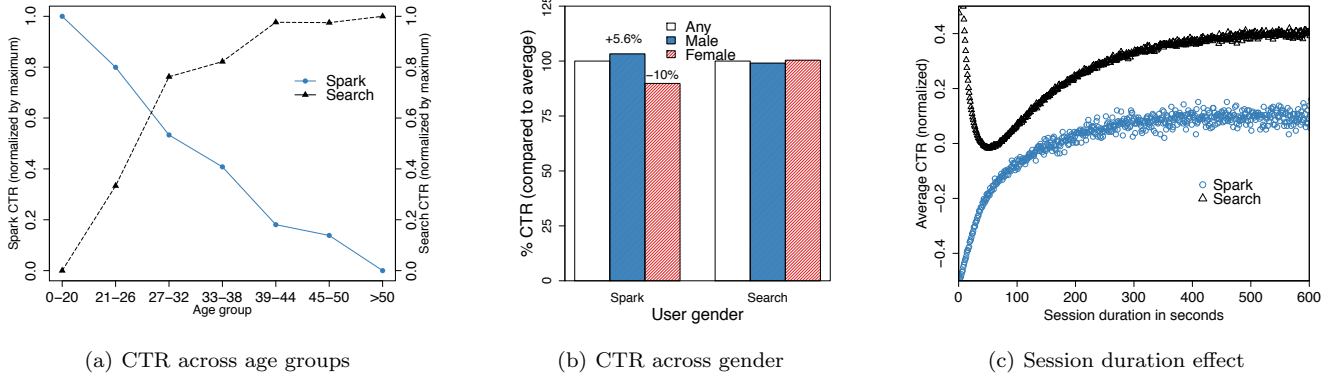 Spark CTR (normalized by maximum)
1.0
0.8
0.6
0.4
0.2
0.0
Spark
Search
1.0
0.8
0.6
0.4
0.2
0.0
Search CTR (normalized by maximum)
0−20 21−26 27−32 33−38 39−44 45−50 >50
Age group
(a) CTR across age groups
% CTR (compared to average)
125
100
75
50
25
0
Any
Male
Female
+5.6%
−10%
Spark Search
User gender
(b) CTR across gender
Average CTR (normalized)
0.4
0.2
0.0
−0.2
−0.4
Spark
Search
0 100 200 300 400 500 600
Session duration in seconds
(c) Session duration effect